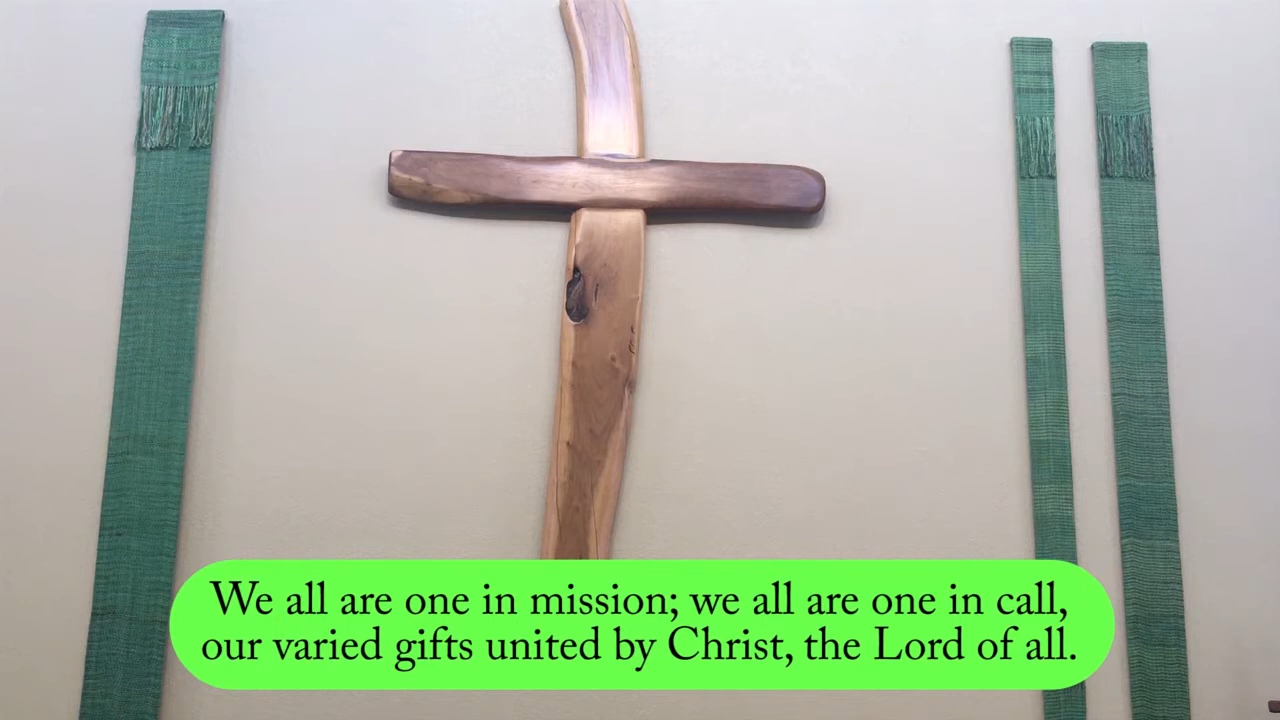 We all are one in mission; we all are one in call,
our varied gifts united by Christ, the Lord of all.